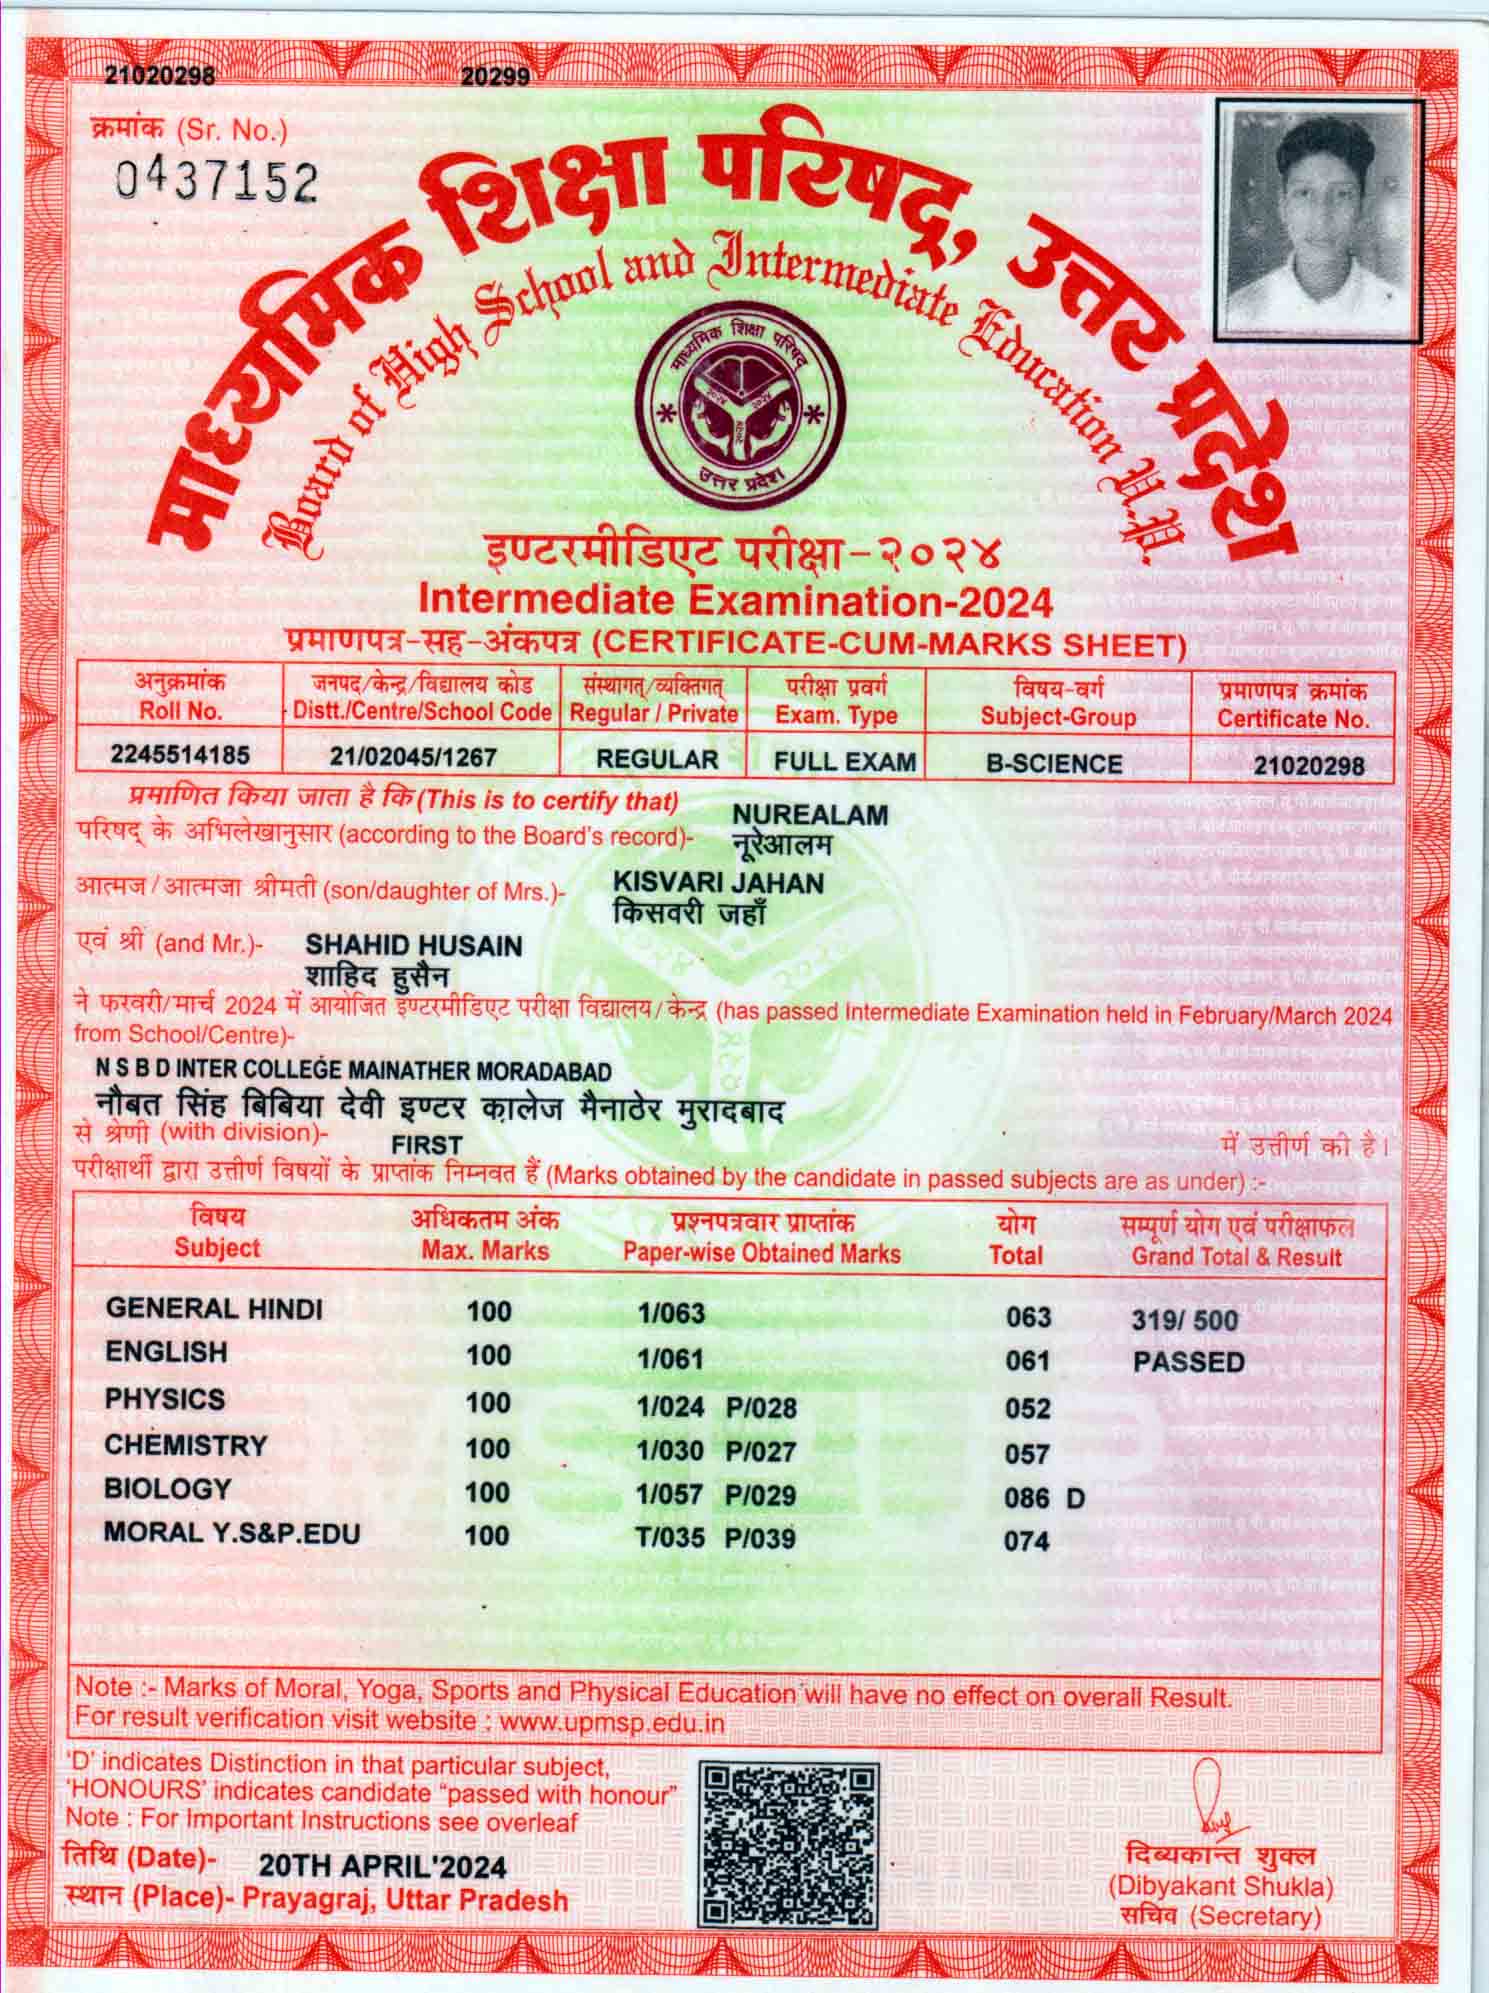 21020298 20299
क्रमांक (Sr. No.)
0437152
माध्यमिक शिक्षा परिषद्, उत्तर प्रदेश
Board of High School and Intermediate Education U.P.
माध्यमिक शिक्षा परिषद्
उत्तर प्रदेश
इण्टरमीडिएट परीक्षा-२०२४
Intermediate Examination-2024
प्रमाणपत्र-सह-अंकपत्र (CERTIFICATE-CUM-MARKS SHEET)
अनुक्रमांक जनपद/केन्द्र/विद्यालय कोड संस्थागत्/व्यक्तिगत् परीक्षा प्रवर्ग विषय-वर्ग प्रमाणपत्र क्रमांक
Roll No. Distt./Centre/School Code Regular / Private Exam. Type Subject-Group Certificate No.
2245514185 21/02045/1267 REGULAR FULL EXAM B-SCIENCE 21020298
प्रमाणित किया जाता है कि (This is to certify that) NUREALAM
परिषद् के अभिलेखानुसार (according to the Board's record)- नूरेआलम
आत्मज/आत्मजा श्रीमती (son/daughter of Mrs.)- KISVARI JAHAN
किसवरी जहाँ
एवं श्री (and Mr.)- SHAHID HUSAIN
शाहिद हुसैन
ने फरवरी/मार्च 2024 में आयोजित इण्टरमीडिएट परीक्षा विद्यालय/केन्द्र (has passed Intermediate Examination held in February/March 2024
from School/Centre)-
N S B D INTER COLLEGE MAINATHER MORADABAD
नौबत सिंह बिबिया देवी इण्टर कालेज मैनाठेर मुरादबाद
से श्रेणी (with division)- FIRST में उत्तीर्ण की है।
परीक्षार्थी द्वारा उत्तीर्ण विषयों के प्राप्तांक निम्नवत हैं (Marks obtained by the candidate in passed subjects are as under) :-
विषय अधिकतम अंक प्रश्नपत्रवार प्राप्तांक योग सम्पूर्ण योग एवं परीक्षाफल
Subject Max. Marks Paper-wise Obtained Marks Total Grand Total & Result
GENERAL HINDI 100 1/063 063 319/ 500
ENGLISH 100 1/061 061 PASSED
PHYSICS 100 1/024 P/028 052
CHEMISTRY 100 1/030 P/027 057
BIOLOGY 100 1/057 P/029 086 D
MORAL Y.S&P.EDU 100 T/035 P/039 074
Note :- Marks of Moral, Yoga, Sports and Physical Education will have no effect on overall Result.
For result verification visit website : www.upmsp.edu.in
'D' indicates Distinction in that particular subject,
'HONOURS' indicates candidate "passed with honour"
Note : For Important Instructions see overleaf
तिथि (Date)- 20TH APRIL'2024
स्थान (Place)- Prayagraj, Uttar Pradesh
दिब्यकान्त शुक्ल
(Dibyakant Shukla)
सचिव (Secretary)